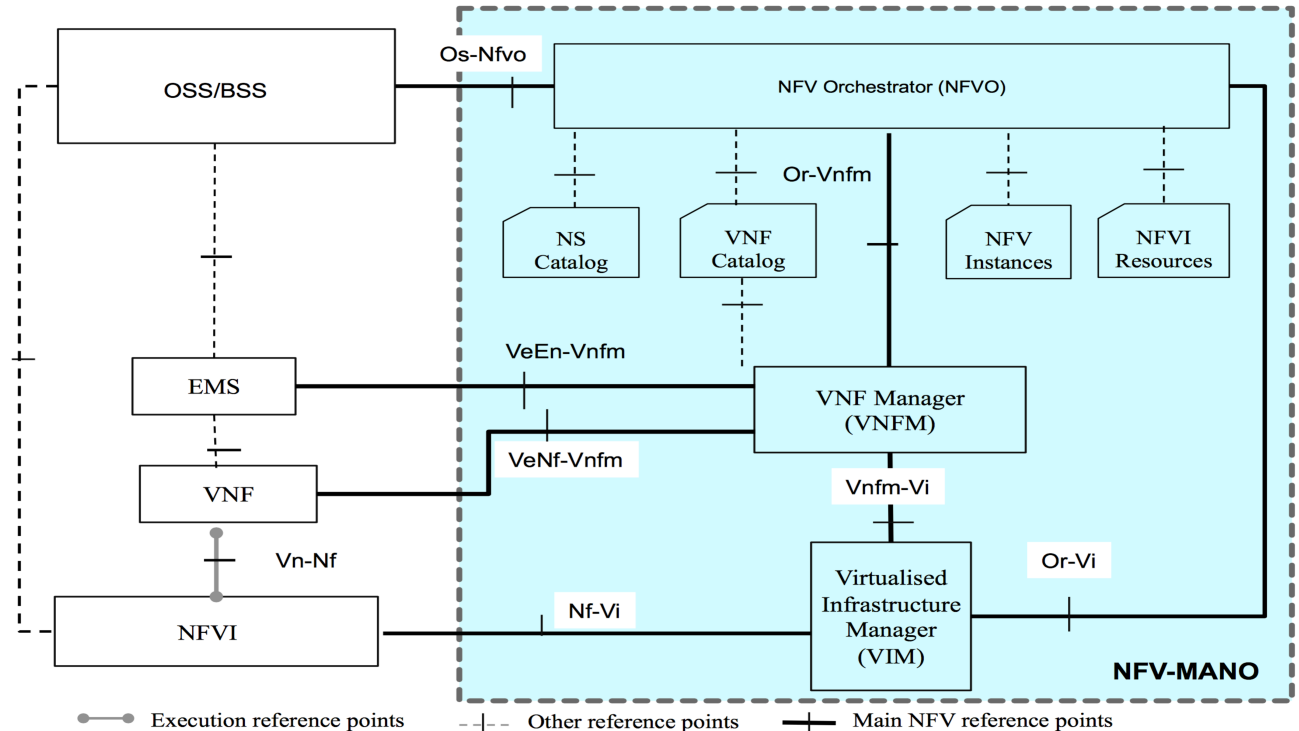 Os-Nfvo
OSS/BSS
NFV Orchestrator (NFVO)
Or-Vnfm
NS
Catalog
VNF
Catalog
NFV
Instances
NFVI
Resources
VeEn-Vnfm
EMS
VNF Manager
(VNFM)
VeNf-Vnfm
VNF
Vnfm-Vi
Vn-Nf
Or-Vi
Virtualised
Infrastructure
Manager
(VIM)
Nf-Vi
NFVI
NFV-MANO
Execution reference points
Other reference points
Main NFV reference points